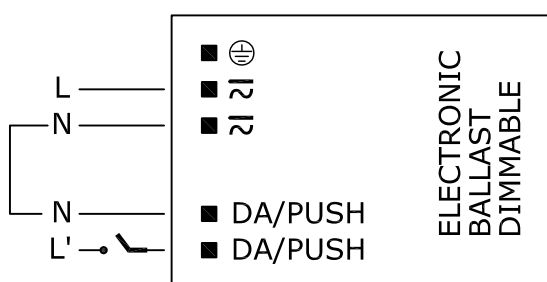 L
N
N
DA/PUSH
L'
DA/PUSH
ELECTRONIC
BALLAST
DIMMABLE